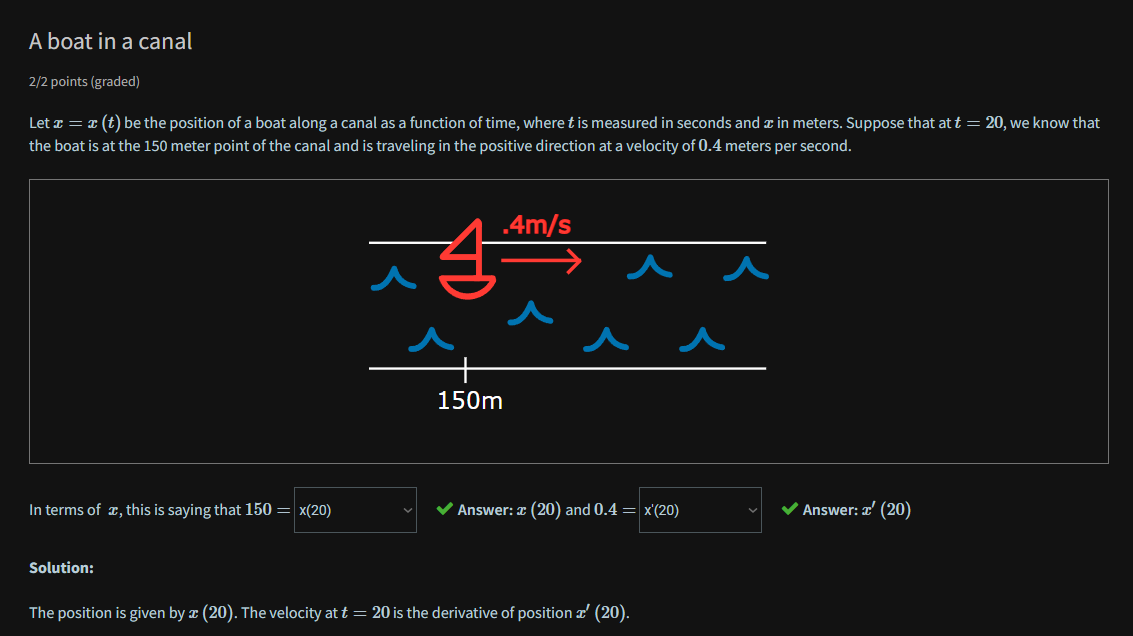 A boat in a canal
2/2 points (graded)
Let x = x (t) be the position of a boat along a canal as a function of time, where t is measured in seconds and x in meters. Suppose that at t = 20, we know that
the boat is at the 150 meter point of the canal and is traveling in the positive direction at a velocity of 0.4 meters per second.
.4m/s
150m
In terms of x, this is saying that 150 = x(20) Answer: x (20) and 0.4 = x'(20) Answer: x′ (20)
Solution:
The position is given by x (20). The velocity at t = 20 is the derivative of position x′ (20).